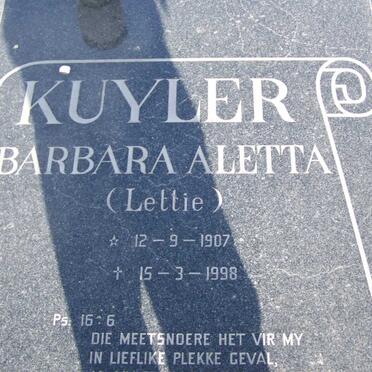 KUYLER
BARBARA ALETTA
(Lettie)
☆ 12-9-1907
† 15-3-1998
Ps. 16:6
DIE MEETSNOERE HET VIR MY
IN LIEFLIKE PLEKKE GEVAL,